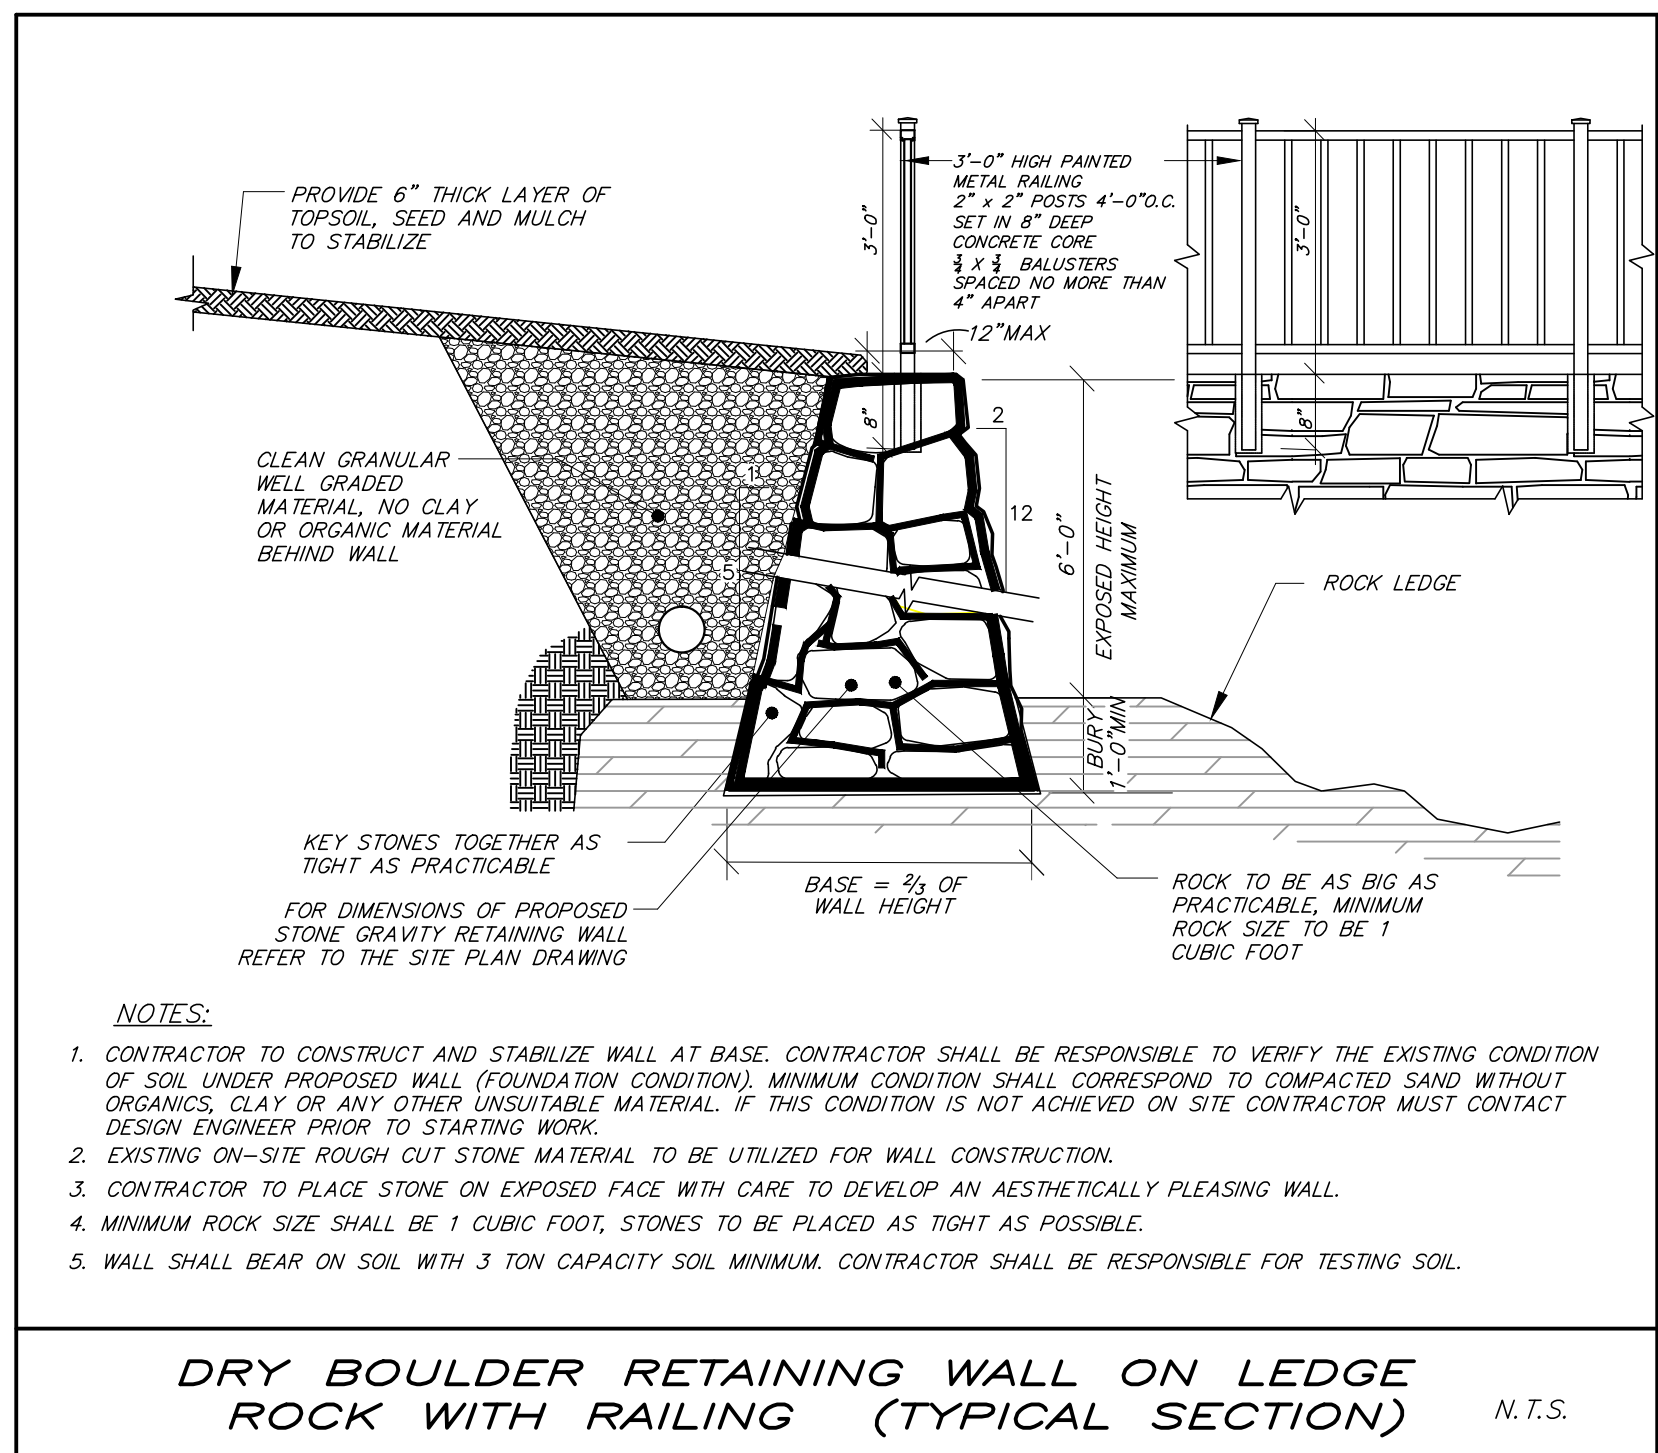 PROVIDE 6" THICK LAYER OF
TOPSOIL, SEED AND MULCH
TO STABILIZE
3'-0"
3'-0" HIGH PAINTED
METAL RAILING
2" x 2" POSTS 4'-0"O.C.
SET IN 8" DEEP
CONCRETE CORE
3/4 X 3/4 BALUSTERS
SPACED NO MORE THAN
4" APART
12"MAX
3'-0"
8"
8"
2
12
1
5
CLEAN GRANULAR
WELL GRADED
MATERIAL, NO CLAY
OR ORGANIC MATERIAL
BEHIND WALL
6'-0"
EXPOSED HEIGHT
MAXIMUM
ROCK LEDGE
BURY
1'-0"MIN
KEY STONES TOGETHER AS
TIGHT AS PRACTICABLE
BASE = 2/3 OF
WALL HEIGHT
FOR DIMENSIONS OF PROPOSED
STONE GRAVITY RETAINING WALL
REFER TO THE SITE PLAN DRAWING
ROCK TO BE AS BIG AS
PRACTICABLE, MINIMUM
ROCK SIZE TO BE 1
CUBIC FOOT
NOTES:
1. CONTRACTOR TO CONSTRUCT AND STABILIZE WALL AT BASE. CONTRACTOR SHALL BE RESPONSIBLE TO VERIFY THE EXISTING CONDITION
OF SOIL UNDER PROPOSED WALL (FOUNDATION CONDITION). MINIMUM CONDITION SHALL CORRESPOND TO COMPACTED SAND WITHOUT
ORGANICS, CLAY OR ANY OTHER UNSUITABLE MATERIAL. IF THIS CONDITION IS NOT ACHIEVED ON SITE CONTRACTOR MUST CONTACT
DESIGN ENGINEER PRIOR TO STARTING WORK.
2. EXISTING ON-SITE ROUGH CUT STONE MATERIAL TO BE UTILIZED FOR WALL CONSTRUCTION.
3. CONTRACTOR TO PLACE STONE ON EXPOSED FACE WITH CARE TO DEVELOP AN AESTHETICALLY PLEASING WALL.
4. MINIMUM ROCK SIZE SHALL BE 1 CUBIC FOOT, STONES TO BE PLACED AS TIGHT AS POSSIBLE.
5. WALL SHALL BEAR ON SOIL WITH 3 TON CAPACITY SOIL MINIMUM. CONTRACTOR SHALL BE RESPONSIBLE FOR TESTING SOIL.
DRY BOULDER RETAINING WALL ON LEDGE
ROCK WITH RAILING (TYPICAL SECTION)
N.T.S.